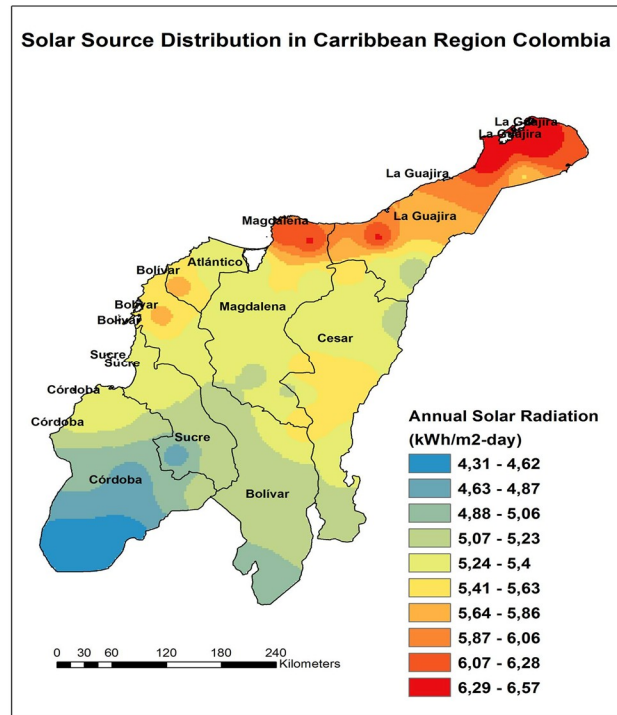 Solar Source Distribution in Carribbean Region Colombia
La Guajira
La Guajira
La Guajira
La Guajira
Magdalena
Atlántico
Bolívar
Magdalena
Bolívar
Bolívar
Cesar
Sucre
Sucre
Córdoba
Córdoba
Sucre
Córdoba
Bolívar
Annual Solar Radiation
(kWh/m2-day)
4,31 - 4,62
4,63 - 4,87
4,88 - 5,06
5,07 - 5,23
5,24 - 5,4
5,41 - 5,63
5,64 - 5,86
5,87 - 6,06
6,07 - 6,28
6,29 - 6,57
0 30 60 120 180 240
Kilometers